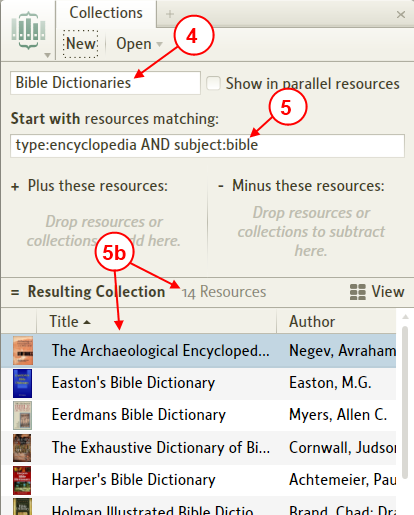 Collections
New Open
4
Bible Dictionaries Show in parallel resources
5
Start with resources matching:
type:encyclopedia AND subject:bible
+ Plus these resources: - Minus these resources:
Drop resources or Drop resources or
collections to add here. collections to subtract
here.
5b
= Resulting Collection 14 Resources View
Title Author
The Archaeological Encycloped... Negev, Avraham
Easton's Bible Dictionary Easton, M.G.
Eerdmans Bible Dictionary Myers, Allen C.
The Exhaustive Dictionary of Bi... Cornwall, Judson
Harper's Bible Dictionary Achtemeier, Pau
Holman Illustrated Bible Dictio... Brand, Chad; Dra